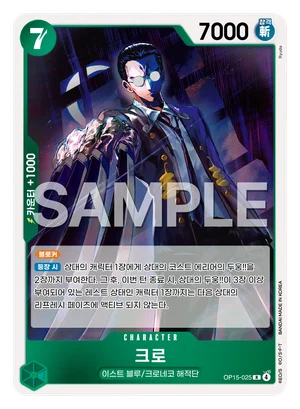 7
7000
참격
斬
카운터 +1000
SAMPLE
블로커
등장 시 상대의 캐릭터 1장에게 상대의 코스트 에리어의 두웅!!을
2장까지 부여한다. 그 후, 이번 턴 종료 시, 상대의 두웅!!이 3장 이상
부여되어 있는 레스트 상태인 캐릭터 1장까지는 다음 상대의
리프레시 페이즈에 액티브 되지 않는다.
CHARACTER
크로
이스트 블루/크로네코 해적단
OP15-025 R 4
BANDAI MADE IN KOREA